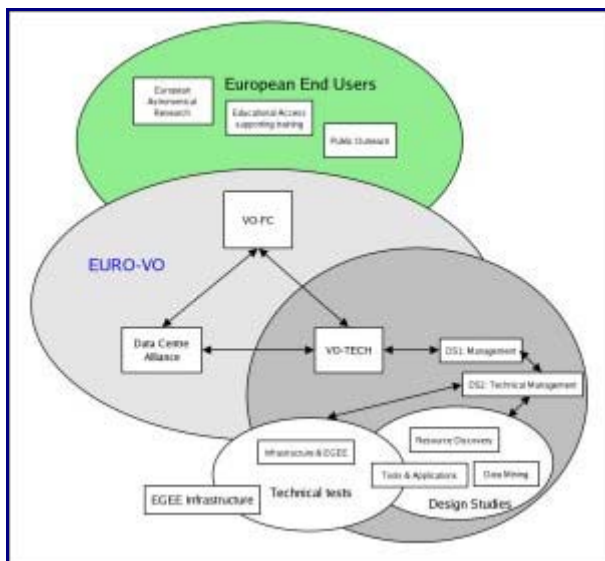 European End Users
European
Astronomical
Research
Educational Access
supporting training
Public Outreach
VO-FC
EURO-VO
Data Centre
Alliance
VO-TECH
DS1: Management
DS2: Technical Management
Resource Discovery
Infrastructure & EGEE
Tools & Applications
Data Mining
EGEE Infrastructure
Technical tests
Design Studies